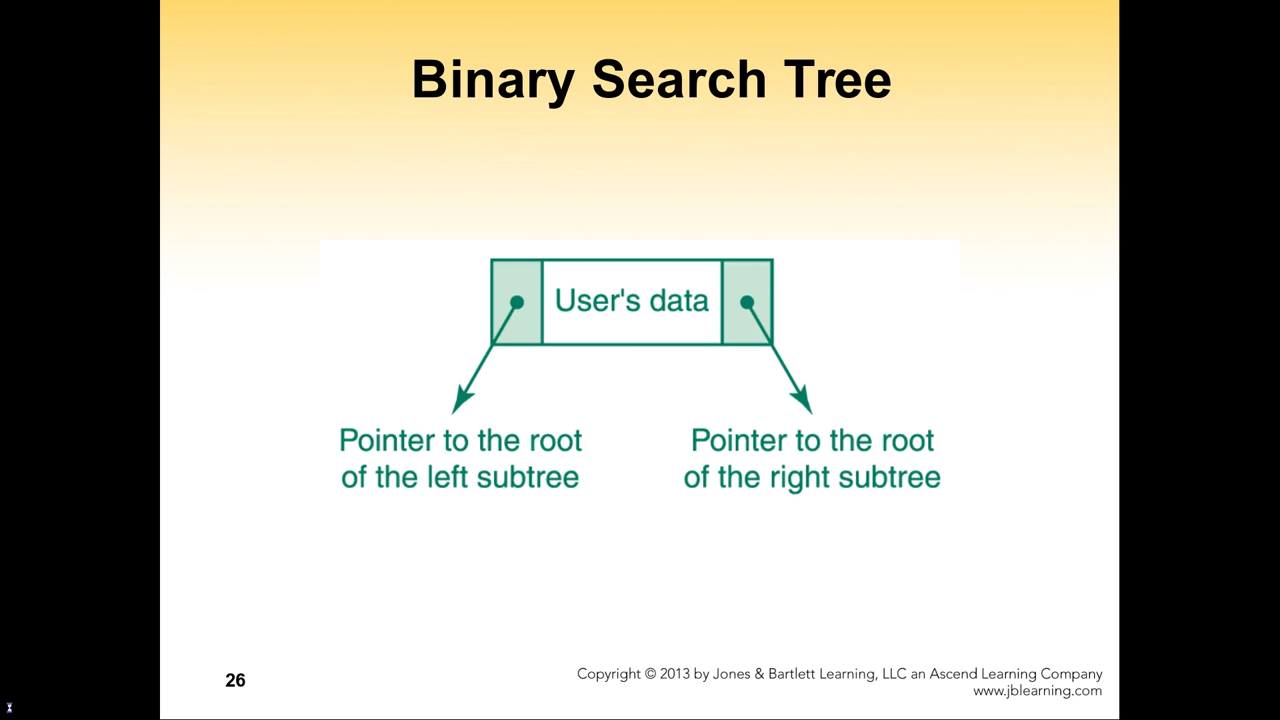 Binary Search Tree
User's data
Pointer to the root
of the left subtree
Pointer to the root
of the right subtree
26
Copyright © 2013 by Jones & Bartlett Learning, LLC an Ascend Learning Company
www.jblearning.com